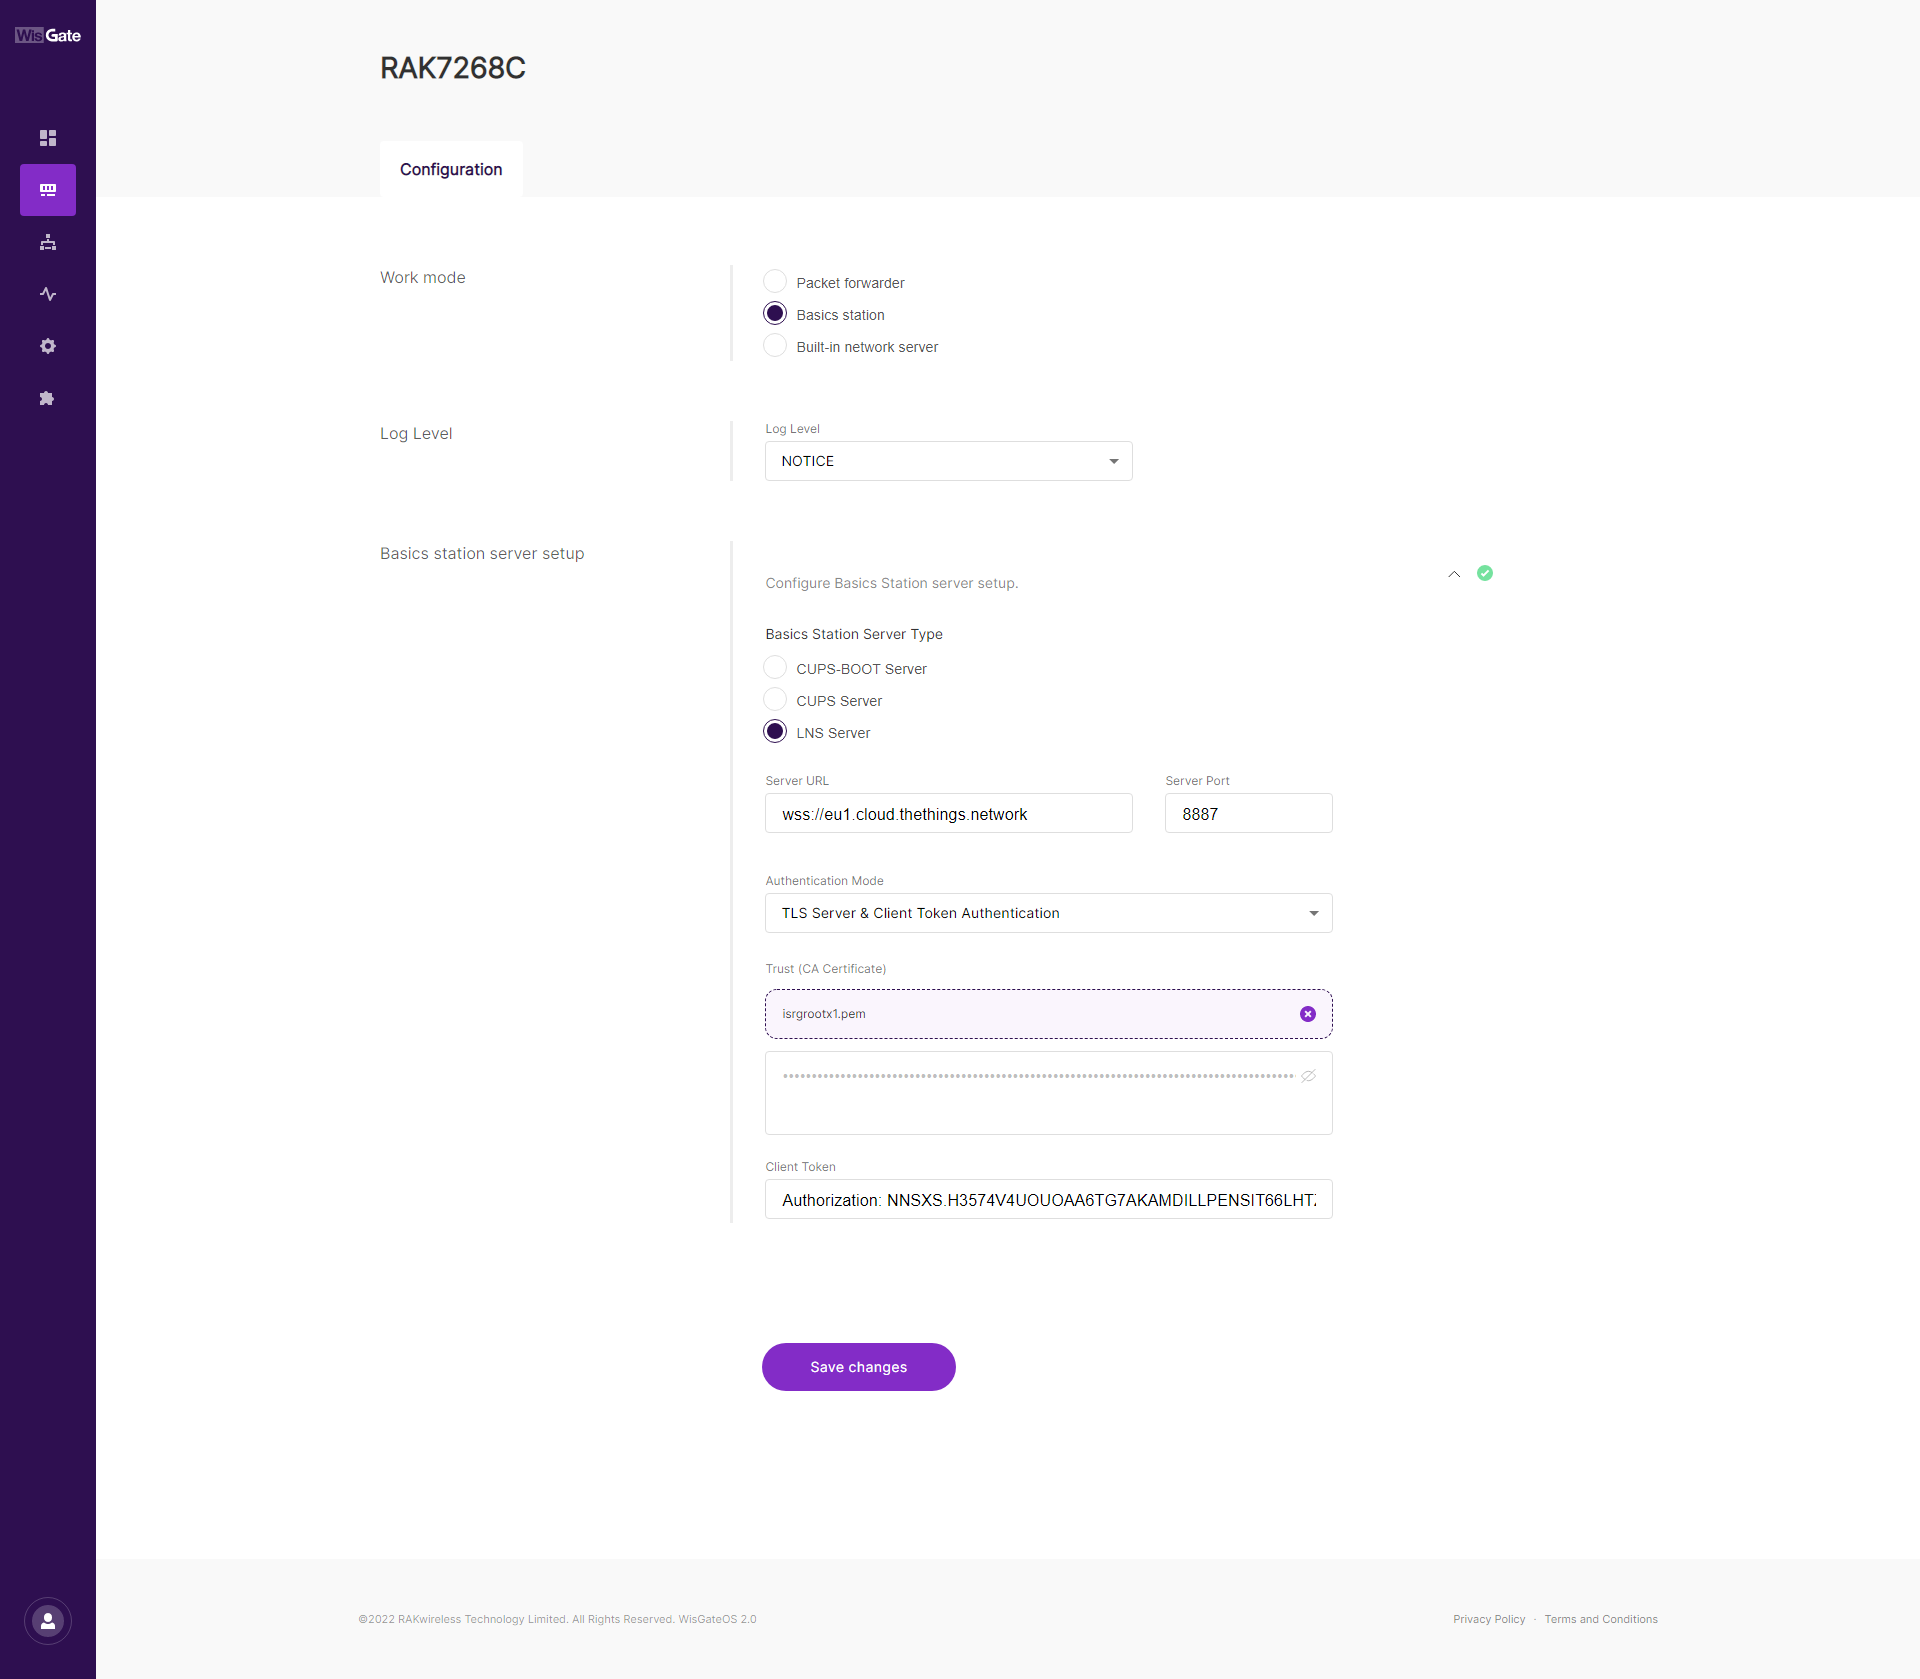 WisGate
RAK7268C
Configuration
Work mode
Packet forwarder
Basics station
Built-in network server
Log Level
Log Level
NOTICE
Basics station server setup
Configure Basics Station server setup.
Basics Station Server Type
CUPS-BOOT Server
CUPS Server
LNS Server
Server URL
Server Port
wss://eu1.cloud.thethings.network
8887
Authentication Mode
TLS Server & Client Token Authentication
Trust (CA Certificate)
isrgrootx1.pem
Client Token
Authorization: NNSXS.H3574V4UOUOAA6TG7AKAMDILLPENSIT66LHT
Save changes
©2022 RAKwireless Technology Limited. All Rights Reserved. WisGateOS 2.0
Privacy Policy · Terms and Conditions